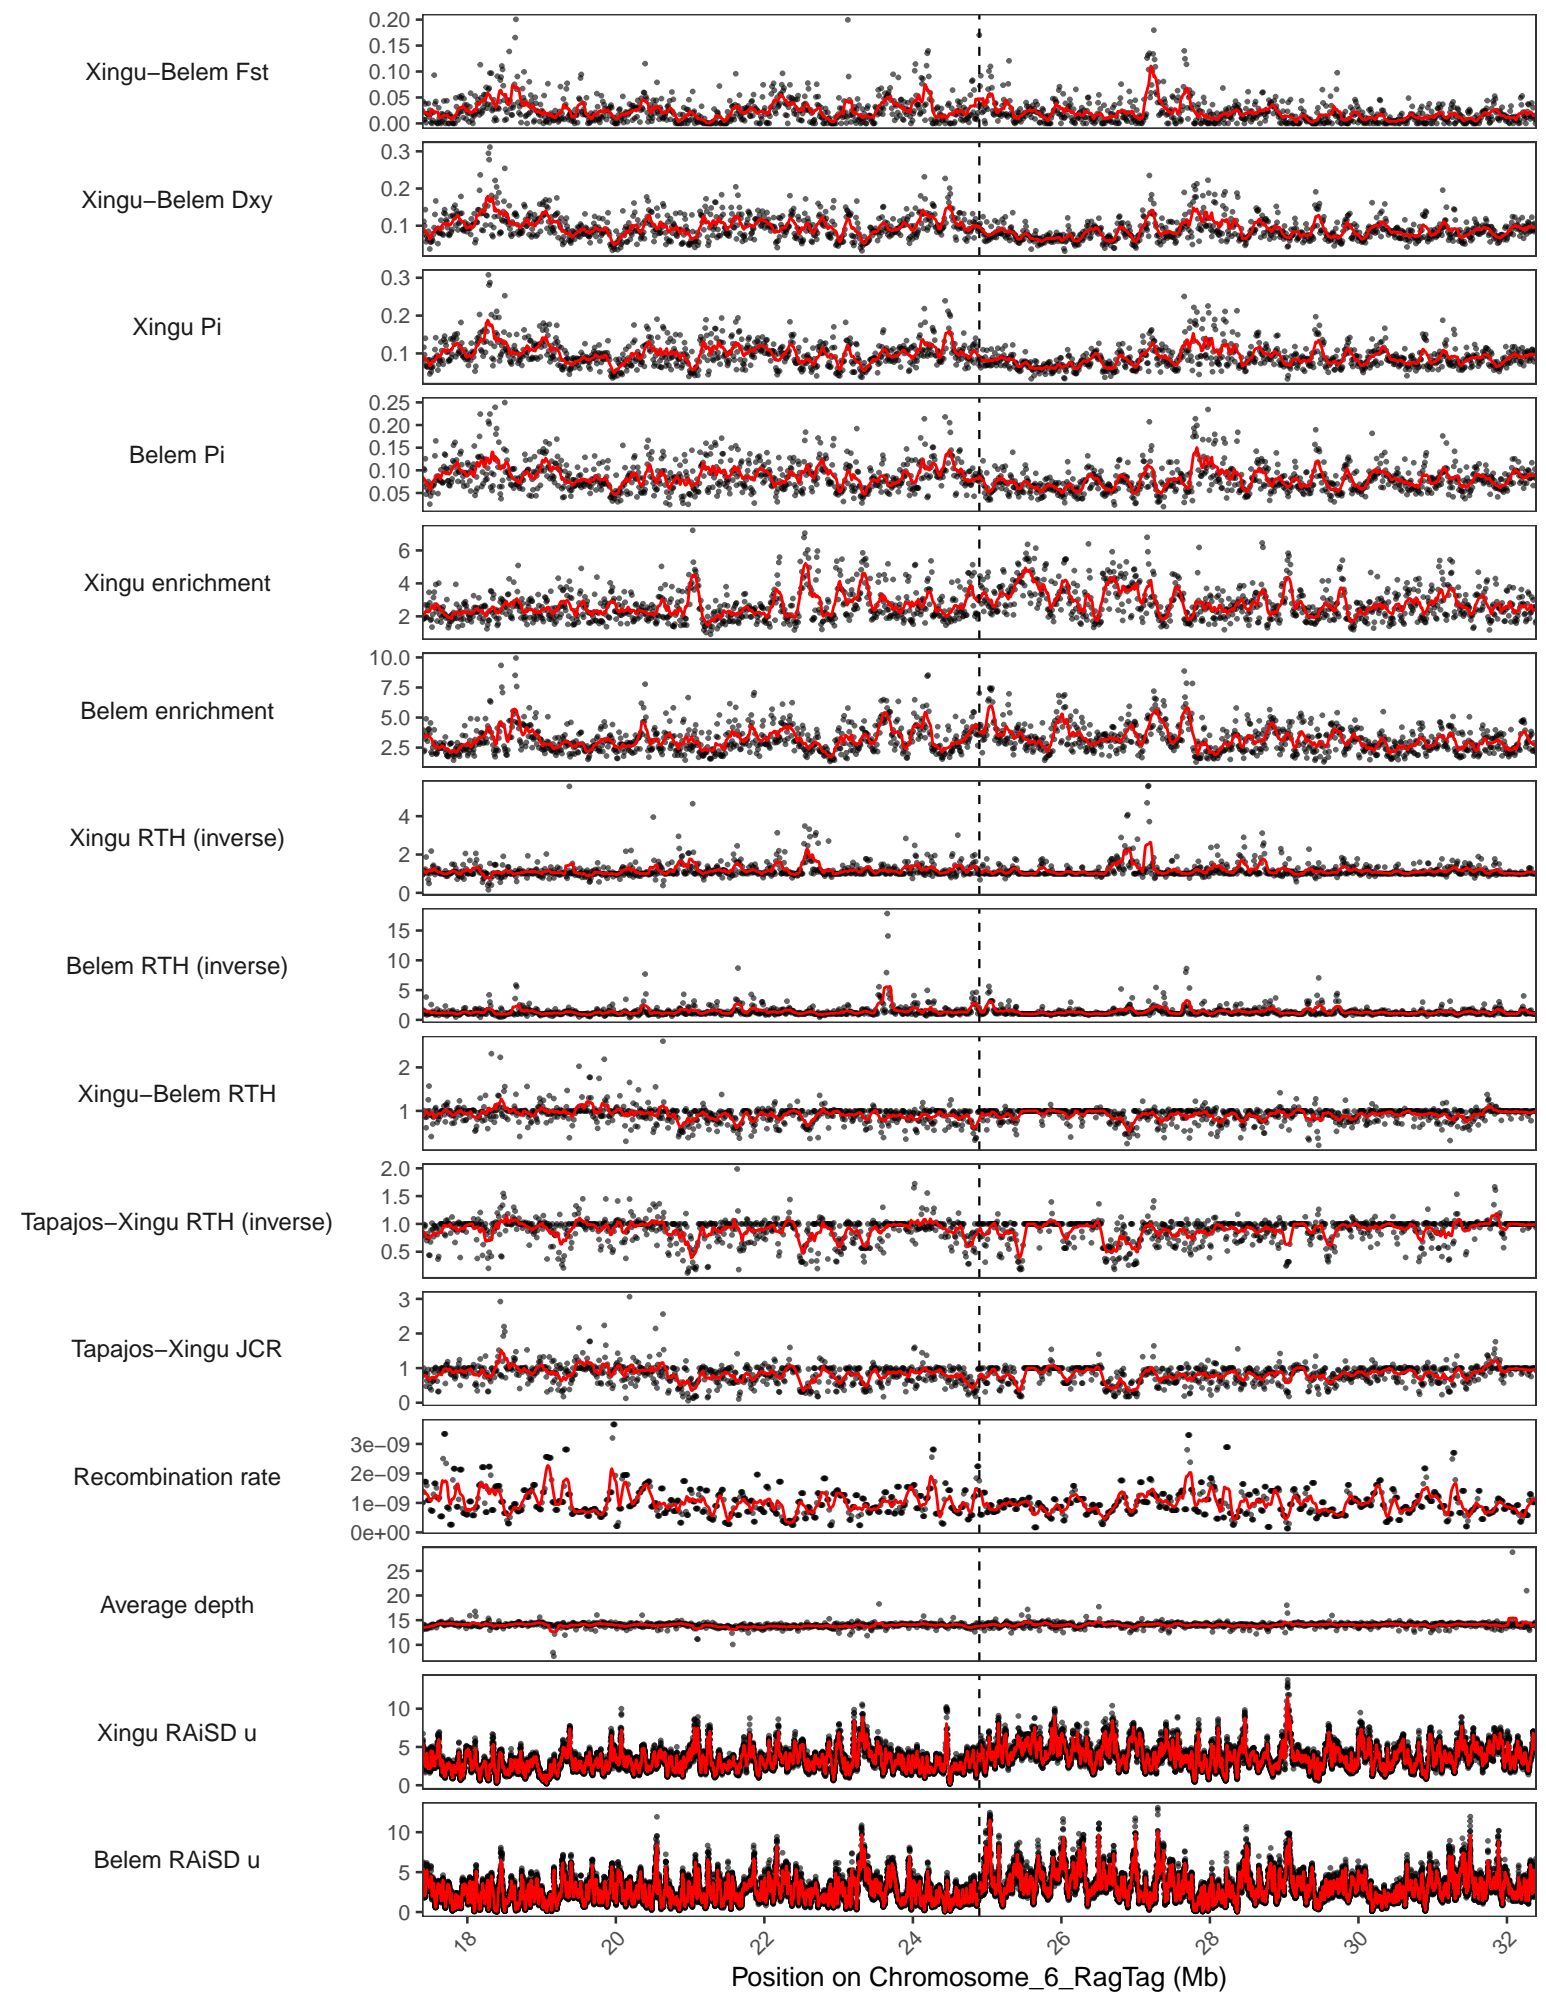 Xingu−Belem Fst
0.20
0.15
0.10
0.05
0.00
Xingu−Belem Dxy
0.3
0.2
0.1
Xingu Pi
0.3
0.2
0.1
Belem Pi
0.25
0.20
0.15
0.10
0.05
Xingu enrichment
6
4
2
Belem enrichment
10.0
7.5
5.0
2.5
Xingu RTH (inverse)
4
2
0
Belem RTH (inverse)
15
10
5
0
Xingu−Belem RTH
2
1
Tapajos−Xingu RTH (inverse)
2.0
1.5
1.0
0.5
Tapajos−Xingu JCR
3
2
1
0
Recombination rate
3e−09
2e−09
1e−09
0e+00
Average depth
25
20
15
10
Xingu RAiSD u
10
5
0
Belem RAiSD u
10
5
0
18 20 22 24 26 28 30 32
Position on Chromosome_6_RagTag (Mb)